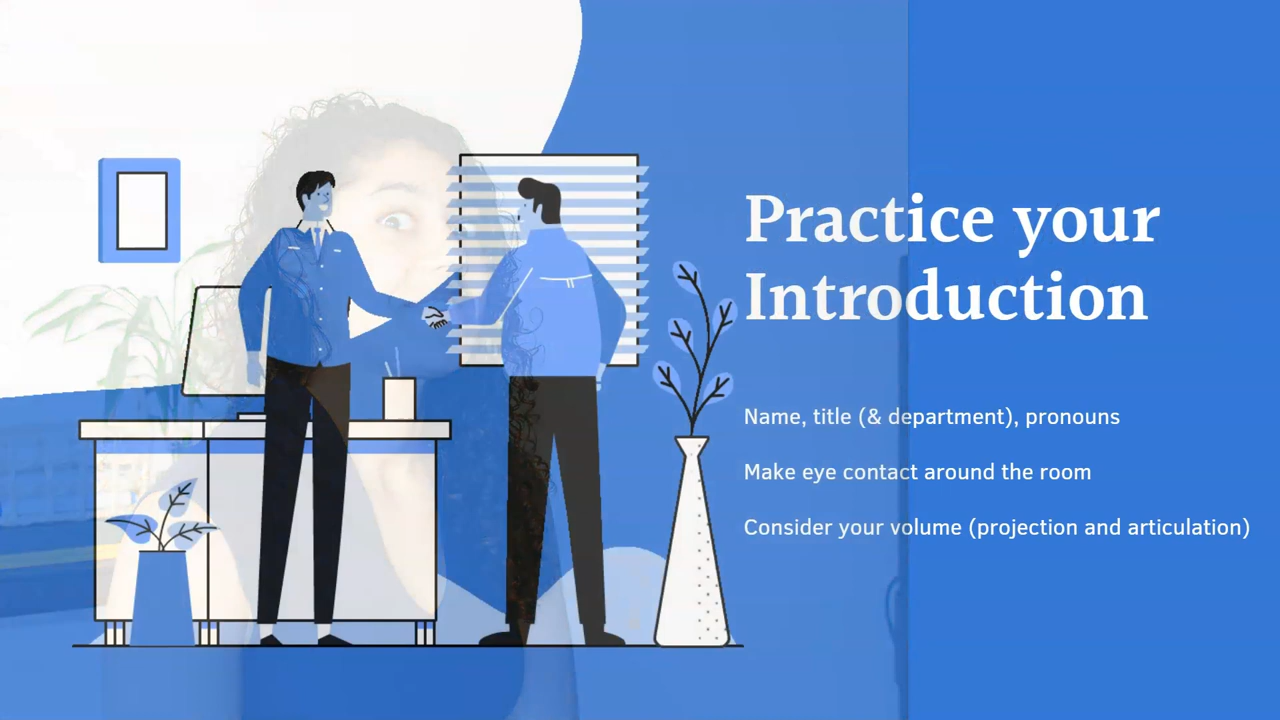 Practice your
Introduction
Name, title (& department), pronouns
Make eye contact around the room
Consider your volume (projection and articulation)